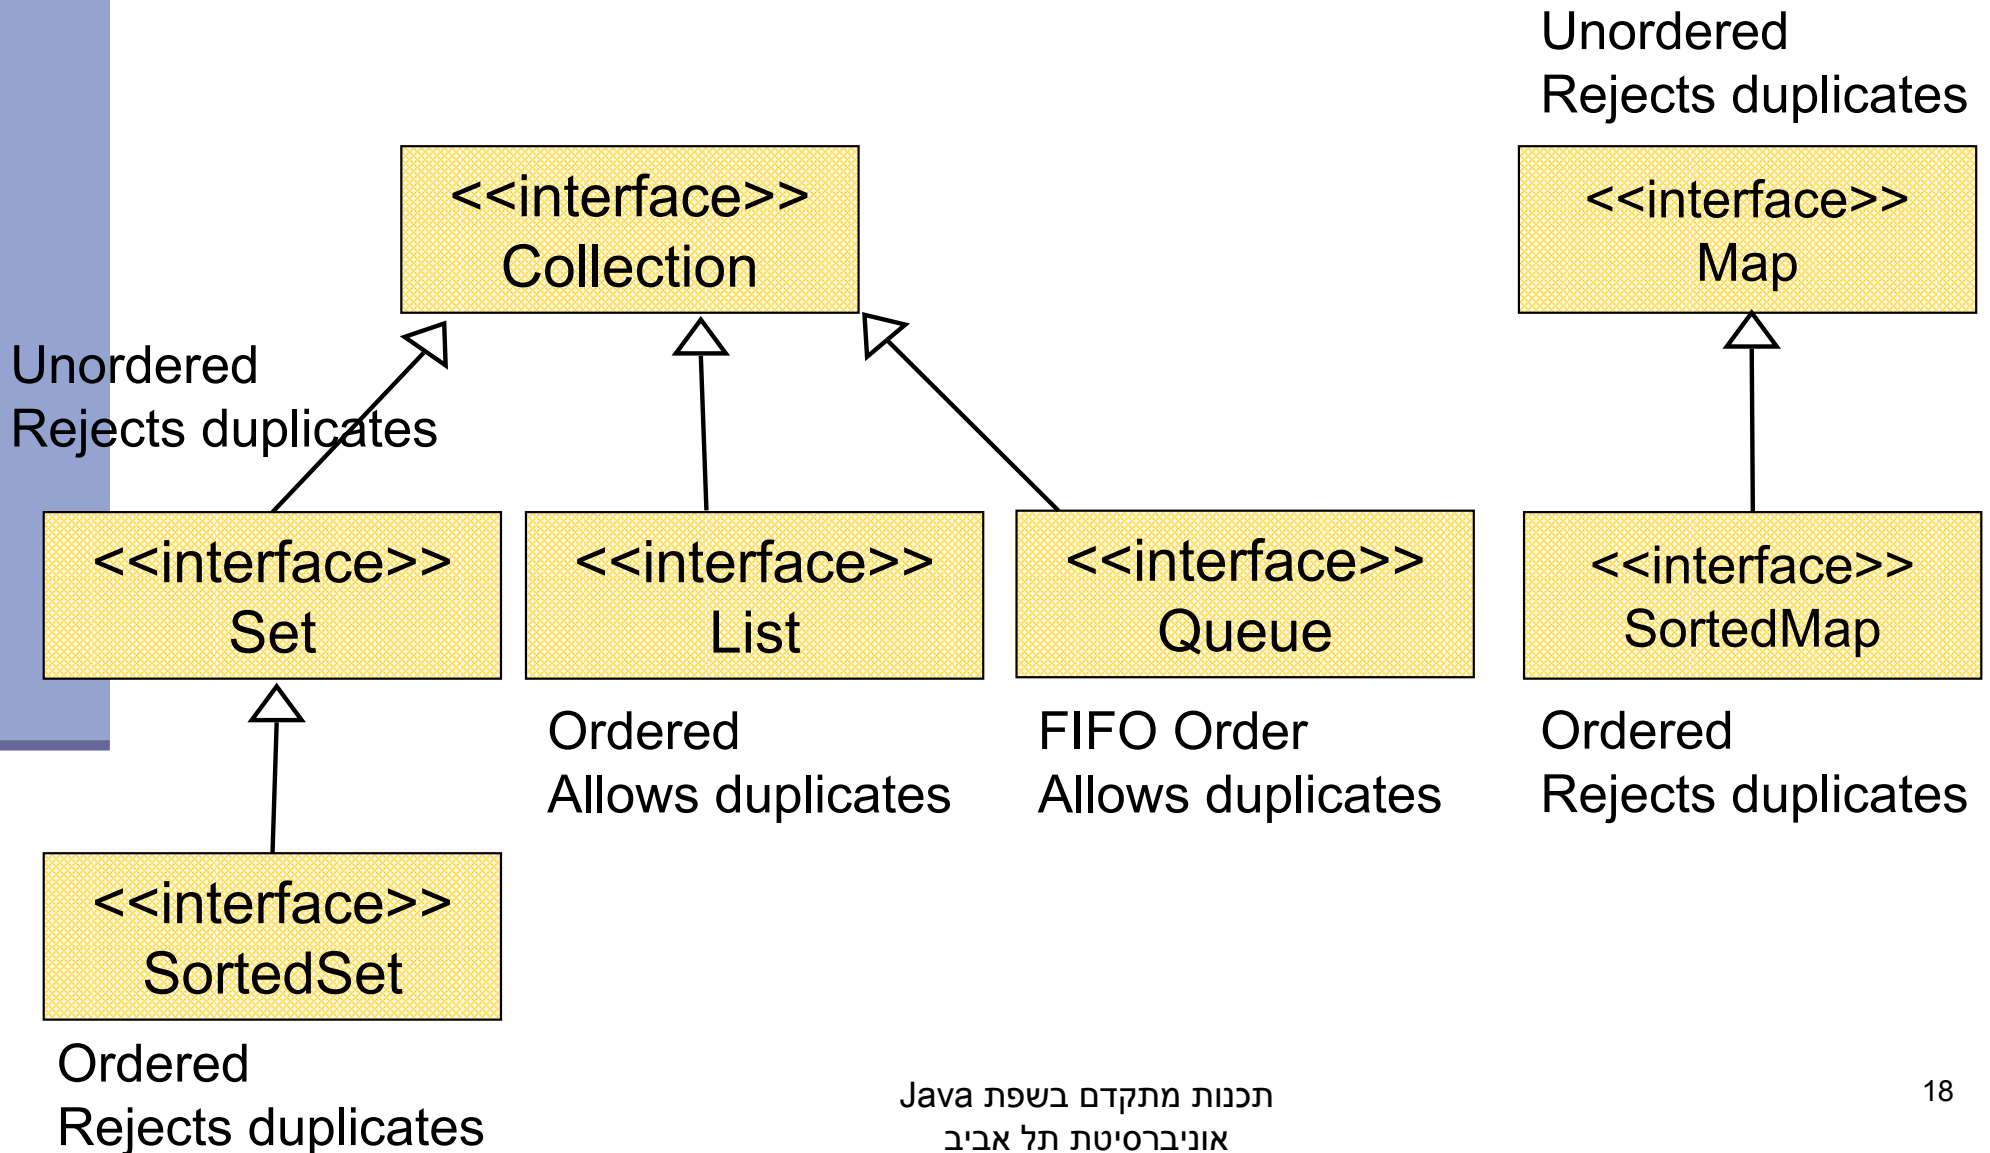 Unordered
Rejects duplicates
<<interface>>
Collection
<<interface>>
Map
Unordered
Rejects duplicates
<<interface>>
Set
<<interface>>
List
<<interface>>
Queue
<<interface>>
SortedMap
Ordered
Allows duplicates
FIFO Order
Allows duplicates
Ordered
Rejects duplicates
<<interface>>
SortedSet
Ordered
Rejects duplicates
תכנות מתקדם בשפת Java
אוניברסיטת תל אביב
18